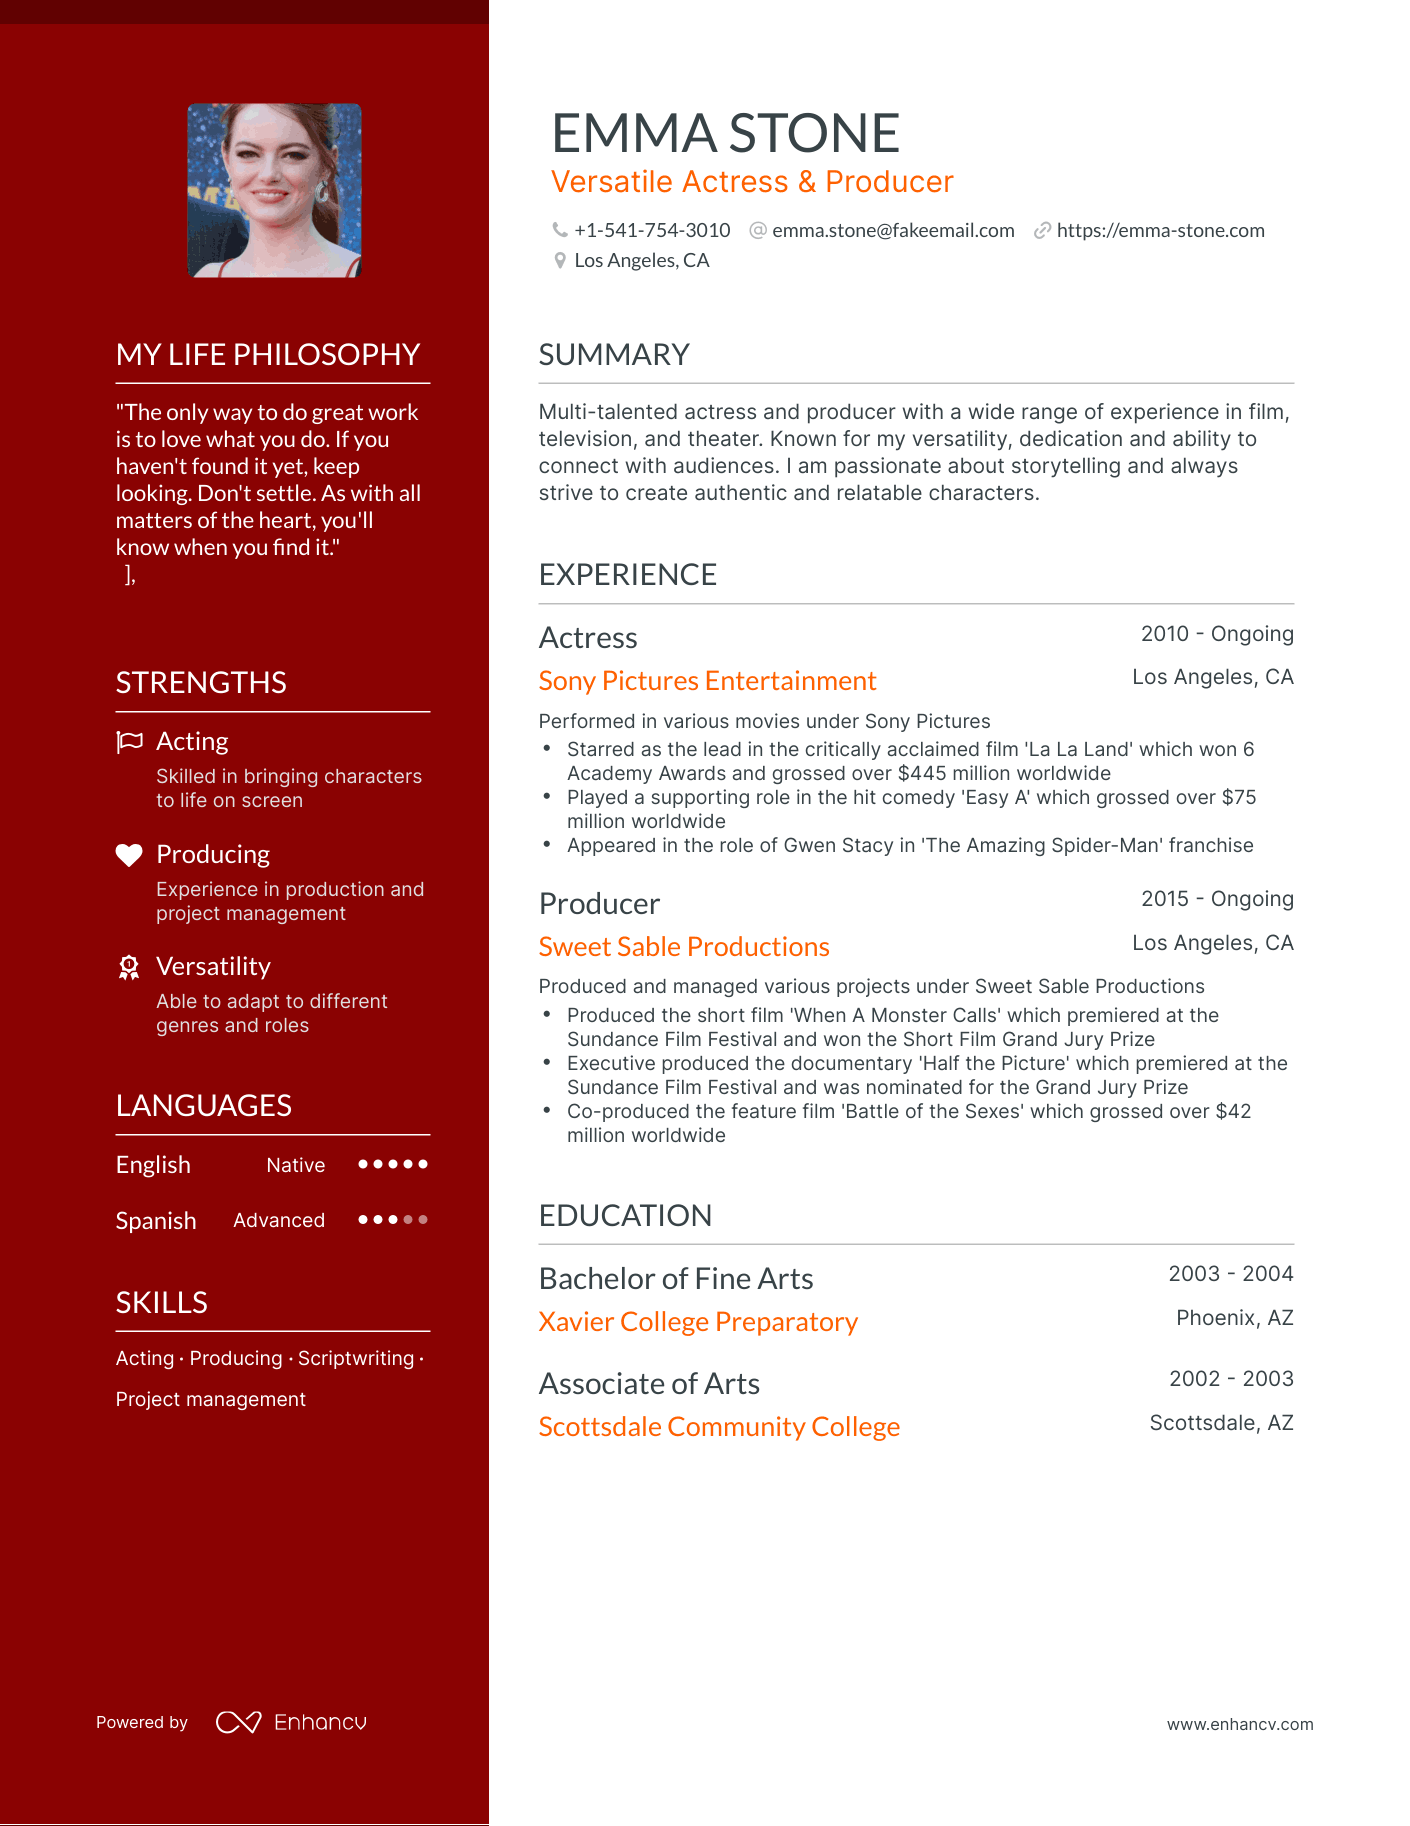 EMMA STONE
Versatile Actress & Producer
+1-541-754-3010 emma.stone@fakeemail.com https://emma-stone.com
Los Angeles, CA
MY LIFE PHILOSOPHY
"The only way to do great work
is to love what you do. If you
haven't found it yet, keep
looking. Don't settle. As with all
matters of the heart, you'll
know when you find it."
],
STRENGTHS
Acting
Skilled in bringing characters
to life on screen
Producing
Experience in production and
project management
Versatility
Able to adapt to different
genres and roles
LANGUAGES
English Native
Spanish Advanced
SKILLS
Acting · Producing · Scriptwriting ·
Project management
SUMMARY
Multi-talented actress and producer with a wide range of experience in film,
television, and theater. Known for my versatility, dedication and ability to
connect with audiences. I am passionate about storytelling and always
strive to create authentic and relatable characters.
EXPERIENCE
Actress 2010 - Ongoing
Sony Pictures Entertainment Los Angeles, CA
Performed in various movies under Sony Pictures
• Starred as the lead in the critically acclaimed film 'La La Land' which won 6
Academy Awards and grossed over $445 million worldwide
• Played a supporting role in the hit comedy 'Easy A' which grossed over $75
million worldwide
• Appeared in the role of Gwen Stacy in 'The Amazing Spider-Man' franchise
Producer 2015 - Ongoing
Sweet Sable Productions Los Angeles, CA
Produced and managed various projects under Sweet Sable Productions
• Produced the short film 'When A Monster Calls' which premiered at the
Sundance Film Festival and won the Short Film Grand Jury Prize
• Executive produced the documentary 'Half the Picture' which premiered at the
Sundance Film Festival and was nominated for the Grand Jury Prize
• Co-produced the feature film 'Battle of the Sexes' which grossed over $42
million worldwide
EDUCATION
Bachelor of Fine Arts 2003 - 2004
Xavier College Preparatory Phoenix, AZ
Associate of Arts 2002 - 2003
Scottsdale Community College Scottsdale, AZ
Powered by Enhancv
www.enhancv.com